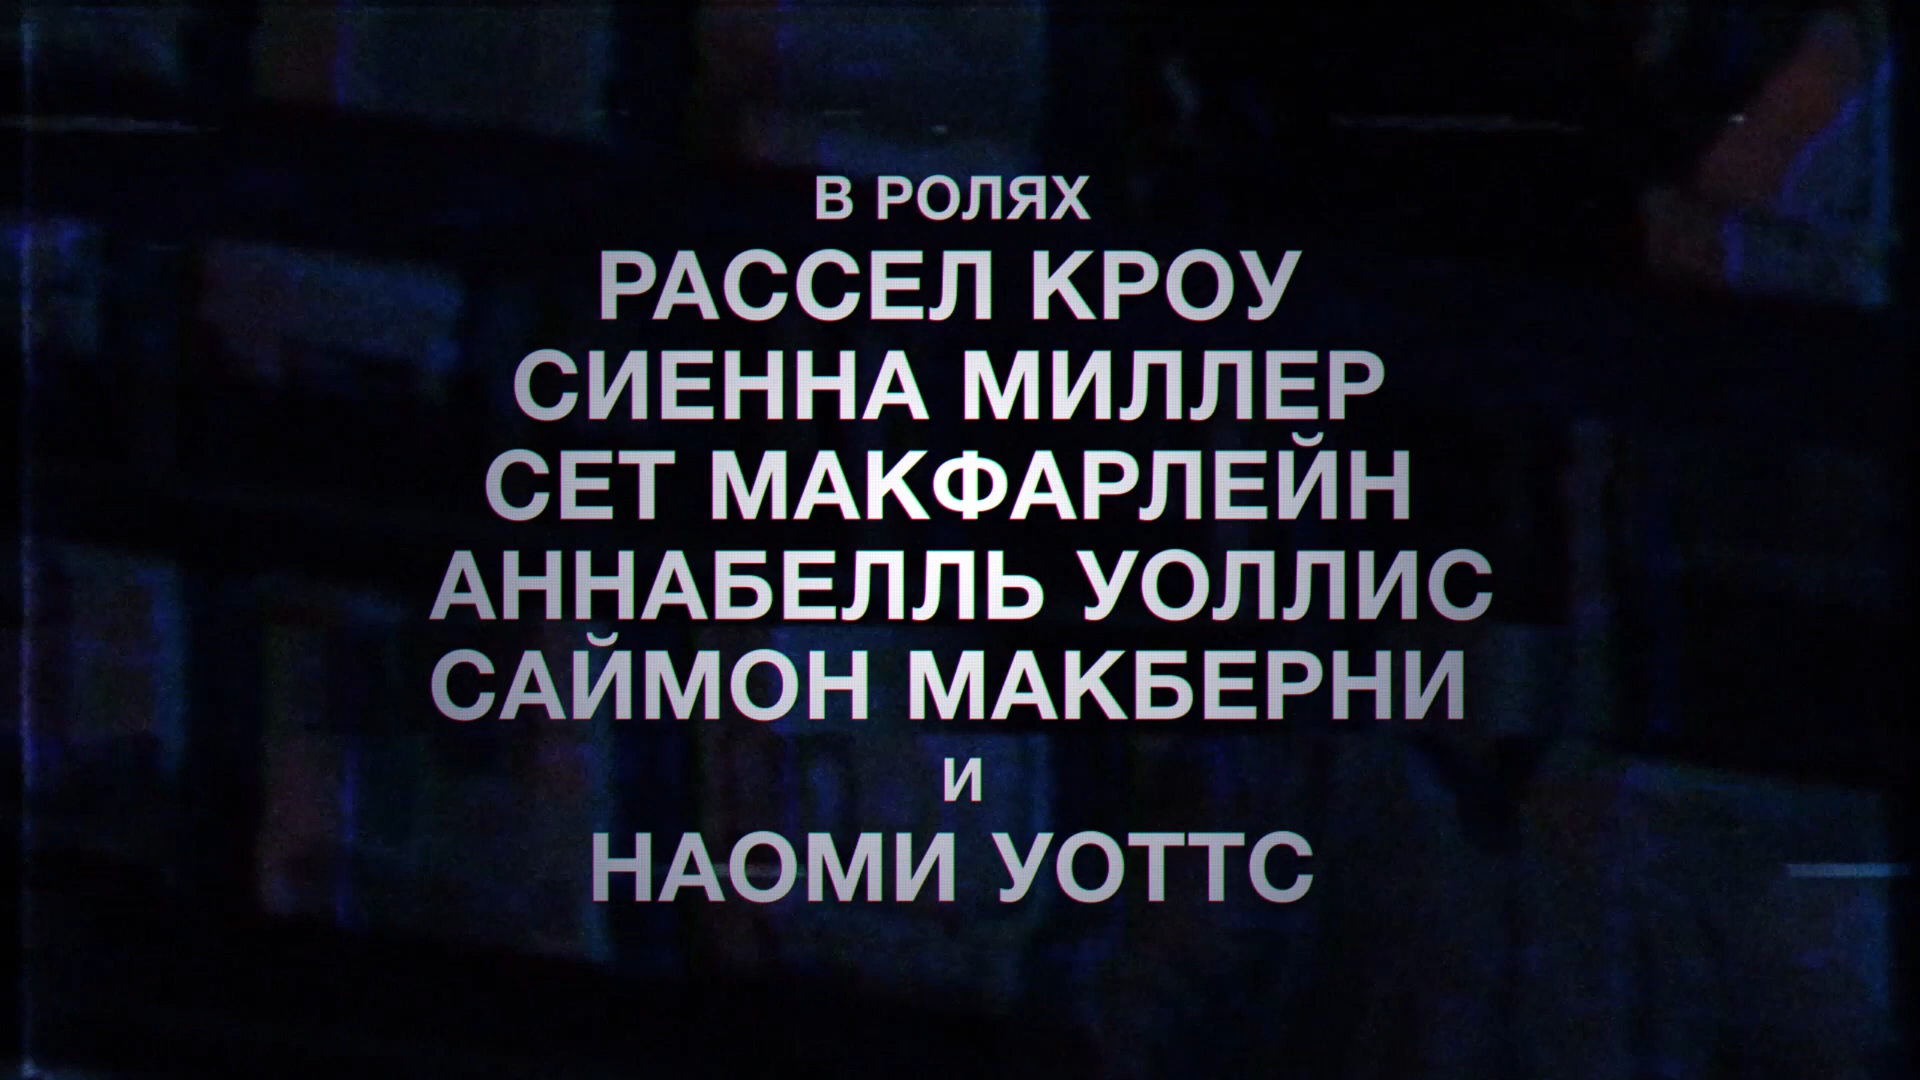 В РОЛЯХ
РАССЕЛ КРОУ
СИЕННА МИЛЛЕР
СЕТ МАКФАРЛЕЙН
АННАБЕЛЛЬ УОЛЛИС
САЙМОН МАКБЕРНИ
И
НАОМИ УОТТС